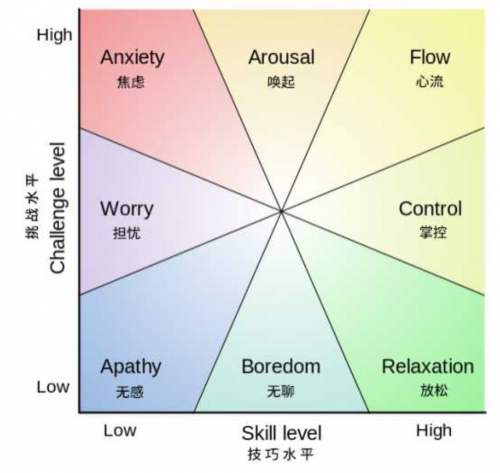 High
Anxiety
焦虑
Arousal
唤起
Flow
心流
挑战水平
Challenge level
Worry
担忧
Control
掌控
Apathy
无感
Boredom
无聊
Relaxation
放松
Low
Low
Skill level
技巧水平
High